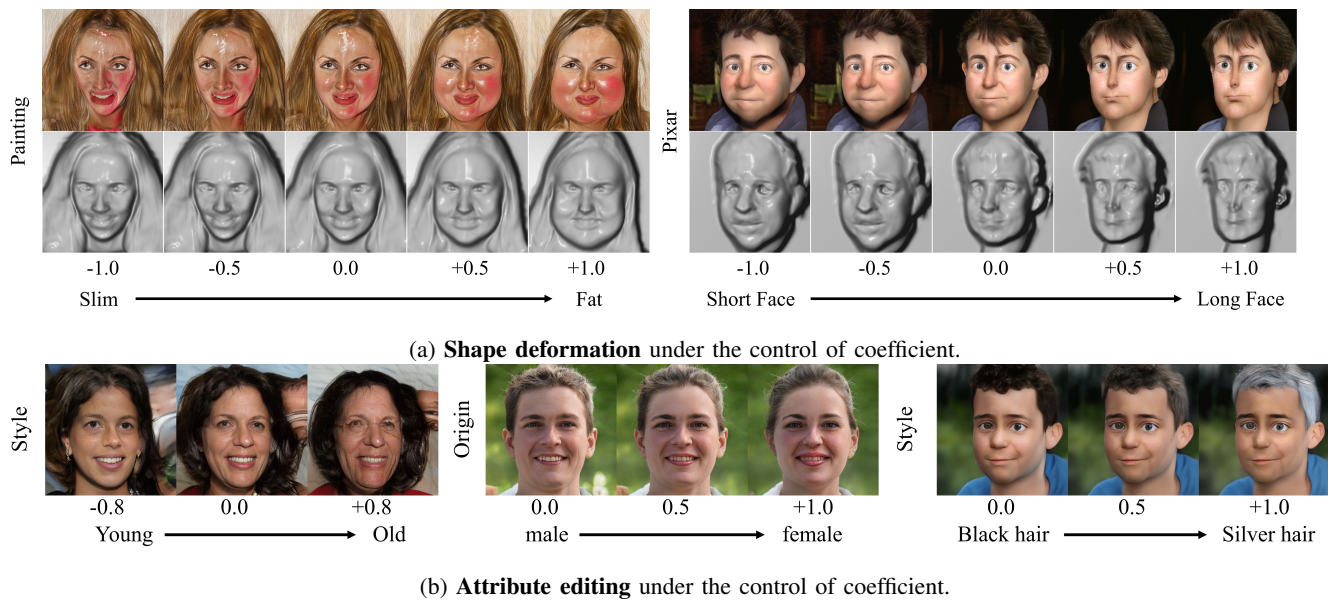 Painting
-1.0 -0.5 0.0 +0.5 +1.0
Slim Fat
Pixar
-1.0 -0.5 0.0 +0.5 +1.0
Short Face Long Face
(a) Shape deformation under the control of coefficient.
Style
-0.8 0.0 +0.8
Young Old
Origin
0.0 0.5 +1.0
male female
Style
0.0 0.5 +1.0
Black hair Silver hair
(b) Attribute editing under the control of coefficient.